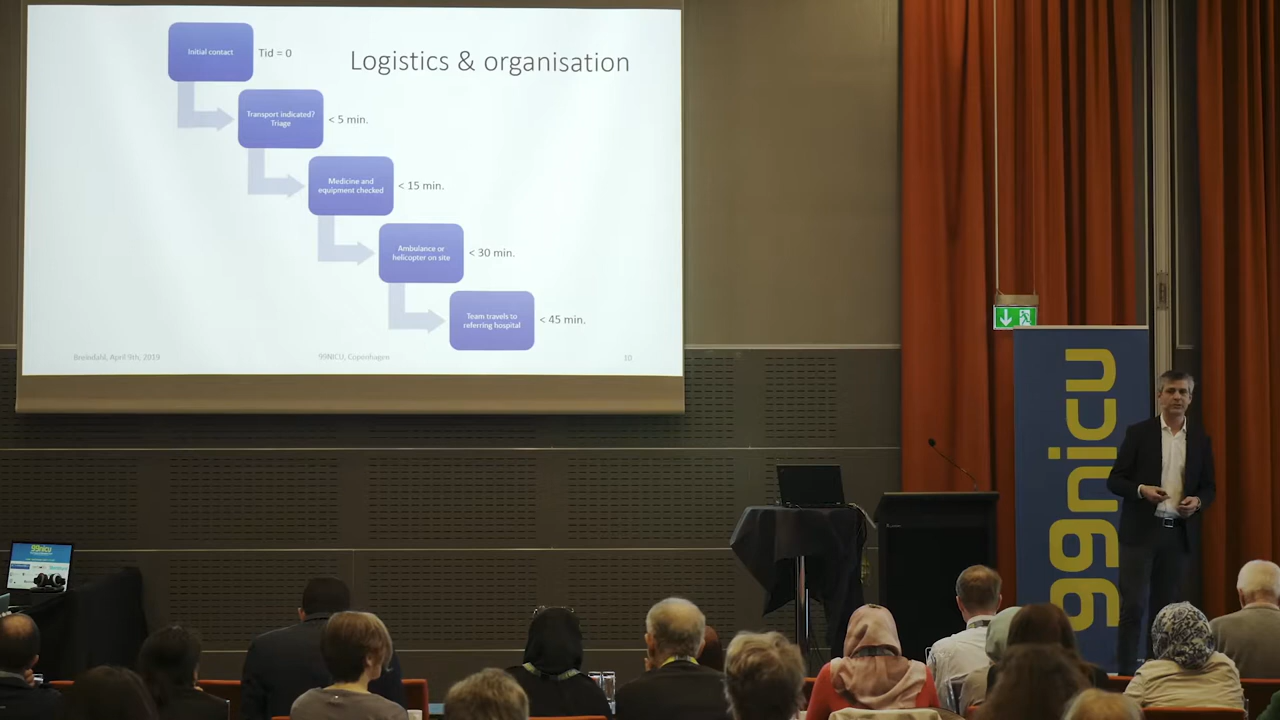 Logistics & organisation
Initial contact
Tid = 0
Transport indicated?
Triage
< 5 min.
Medicine and
equipment checked
< 15 min.
Ambulance or
helicopter on site
< 30 min.
Team travels to
referring hospital
< 45 min.
Breindahl, April 9th, 2019
99NICU, Copenhagen
10
99nicu
99nicu